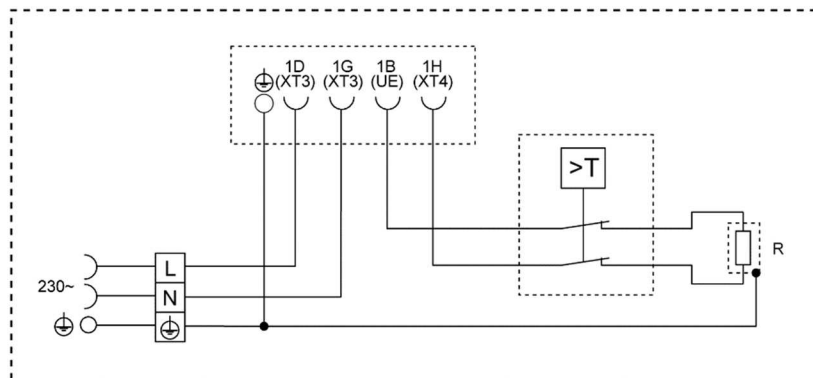 1D 1G 1B 1H
(XT3) (XT3) (UE) (XT4)
>T
R
L
230~
N